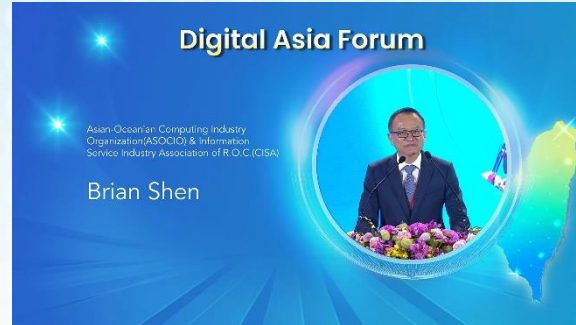 Digital Asia Forum
Asian-Oceanian Computing Industry
Organization(ASOCIO) & Information
Service Industry Association of R.O.C.(CISA)
Brian Shen